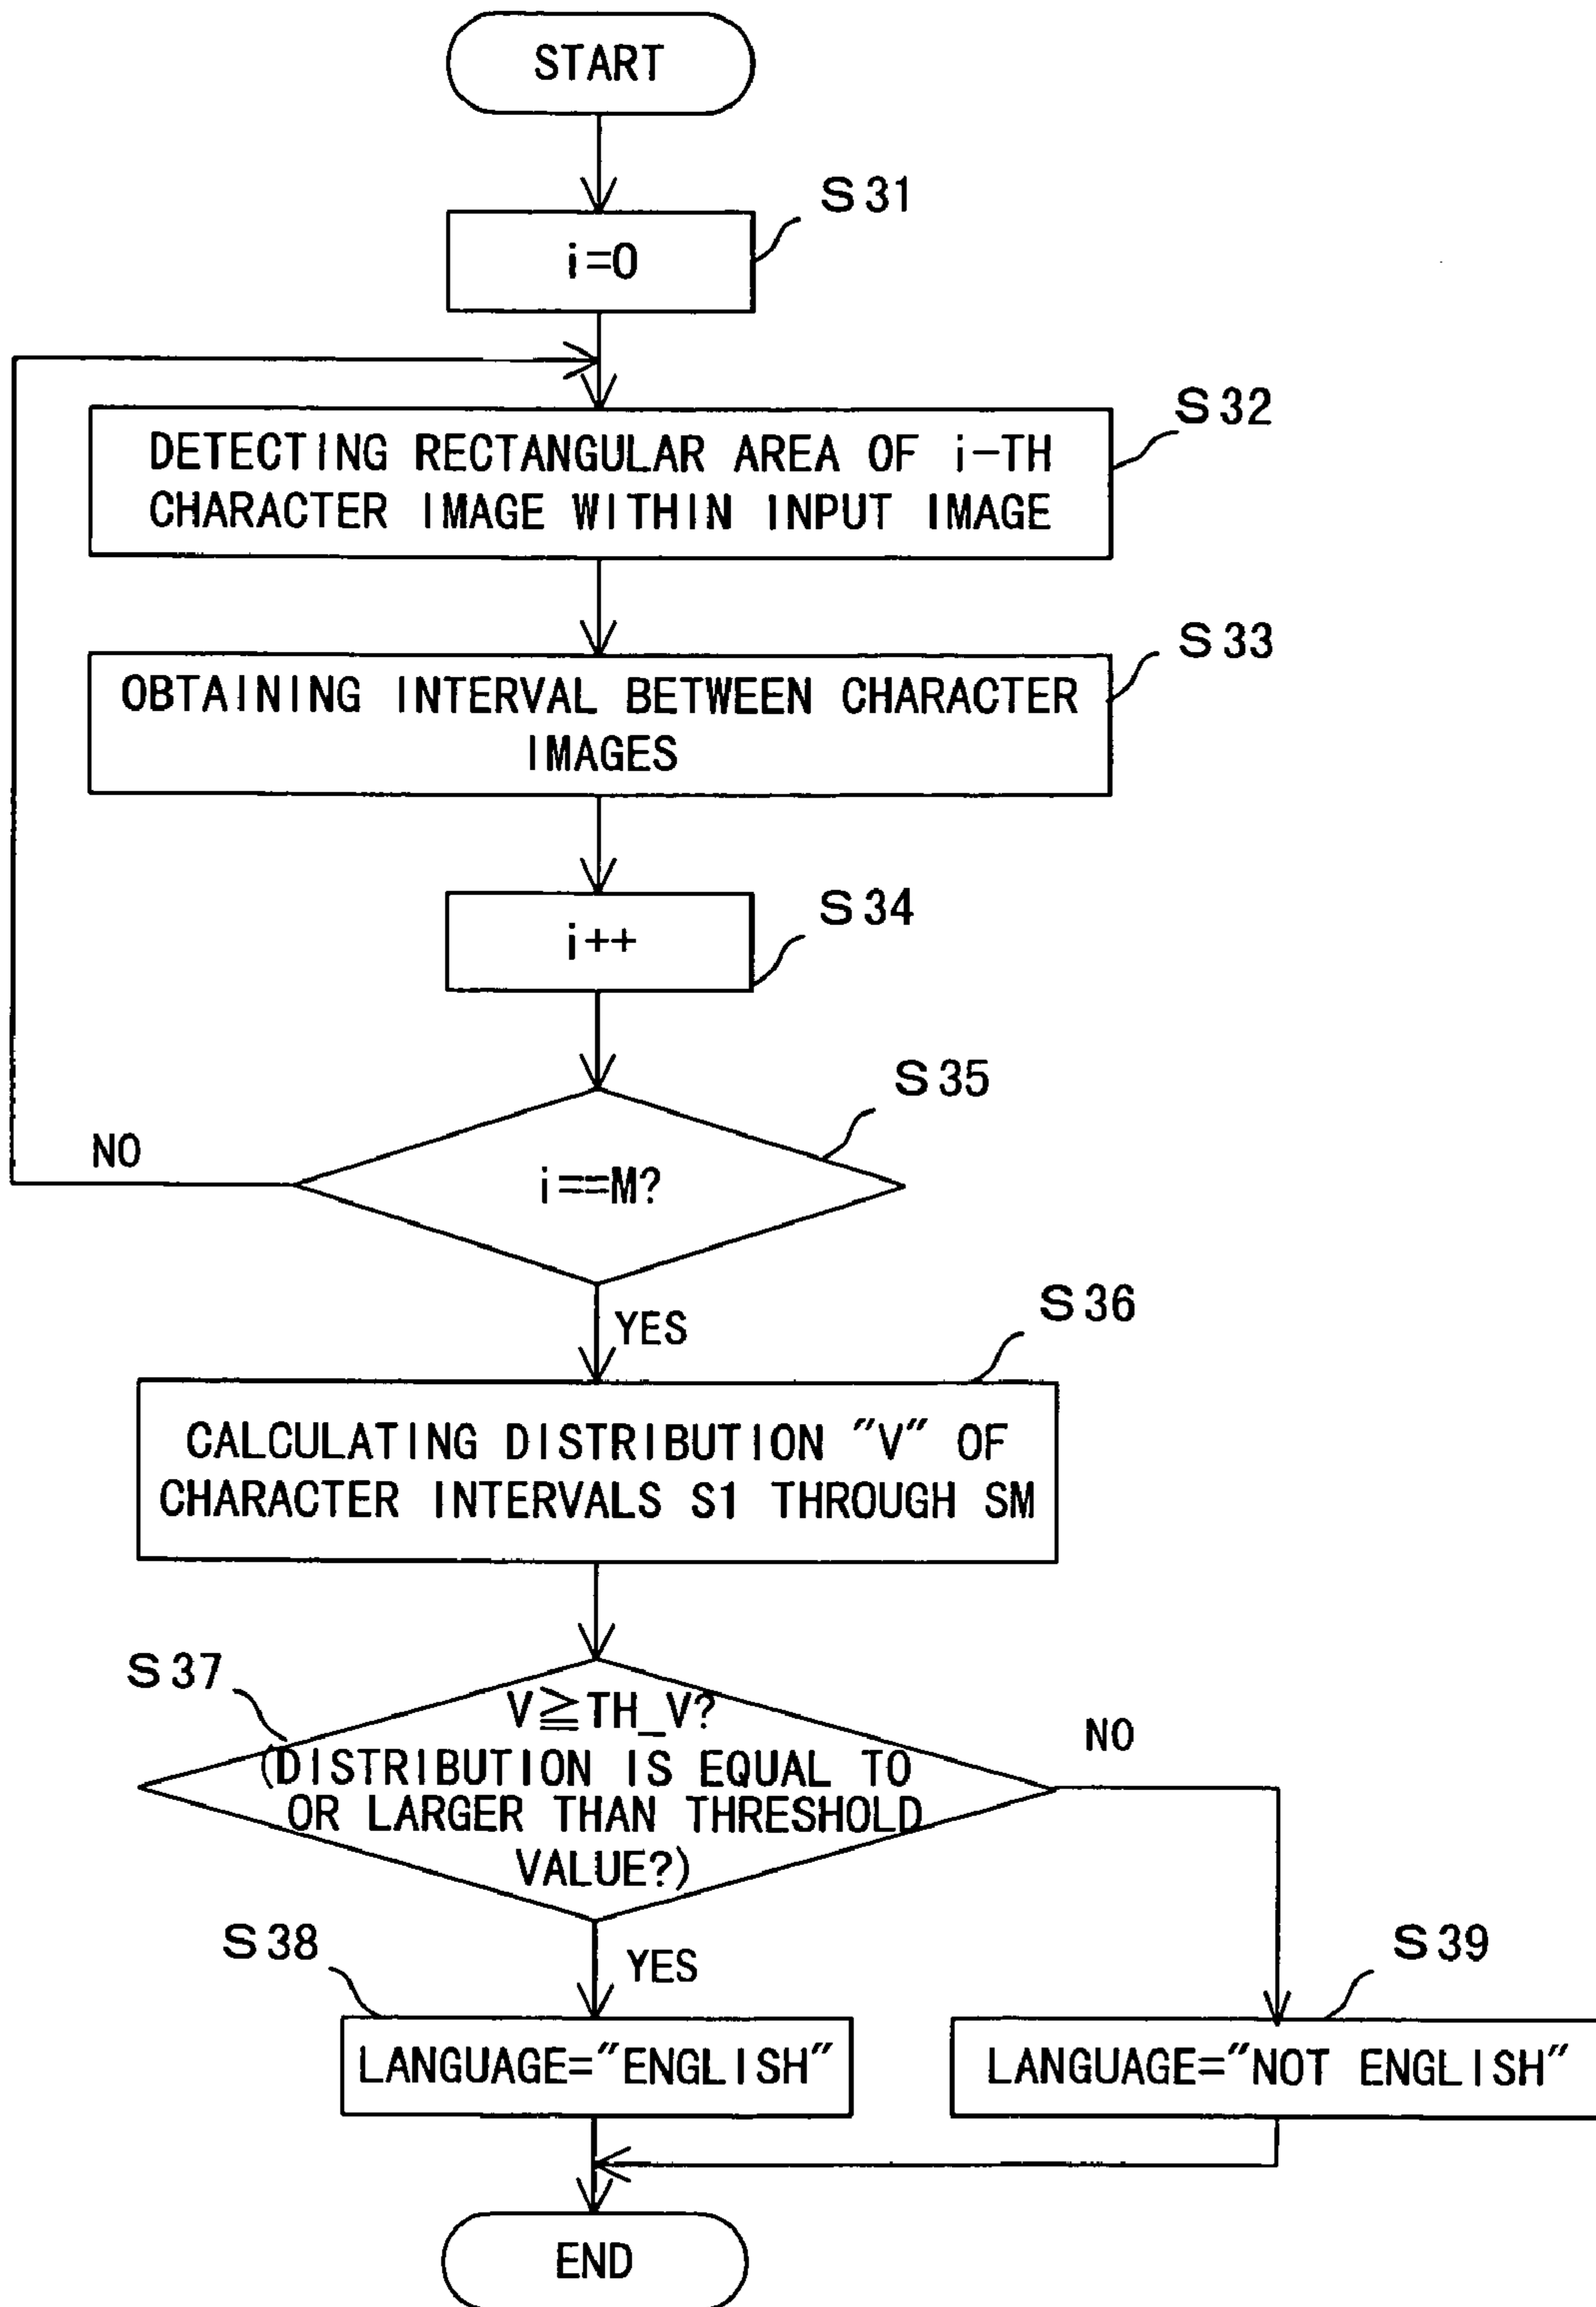 START
S31
i=0
S32
DETECTING RECTANGULAR AREA OF i-TH
CHARACTER IMAGE WITHIN INPUT IMAGE
S33
OBTAINING INTERVAL BETWEEN CHARACTER
IMAGES
S34
i++
S35
NO
i==M?
YES
S36
CALCULATING DISTRIBUTION "V" OF
CHARACTER INTERVALS S1 THROUGH SM
S37
V≧TH_V?
(DISTRIBUTION IS EQUAL TO
OR LARGER THAN THRESHOLD
VALUE?)
NO
YES
S38
LANGUAGE="ENGLISH"
S39
LANGUAGE="NOT ENGLISH"
END